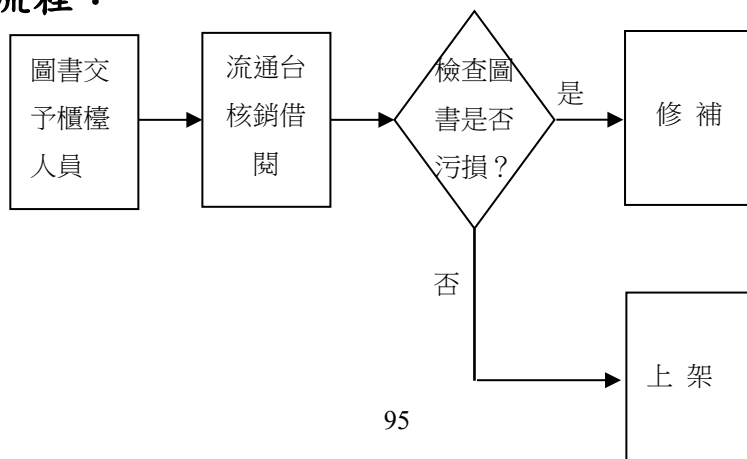 流程：
圖書交
予櫃檯
人員
流通台
核銷借
閱
檢查圖
書是否
污損？
是
修 補
否
上 架
95